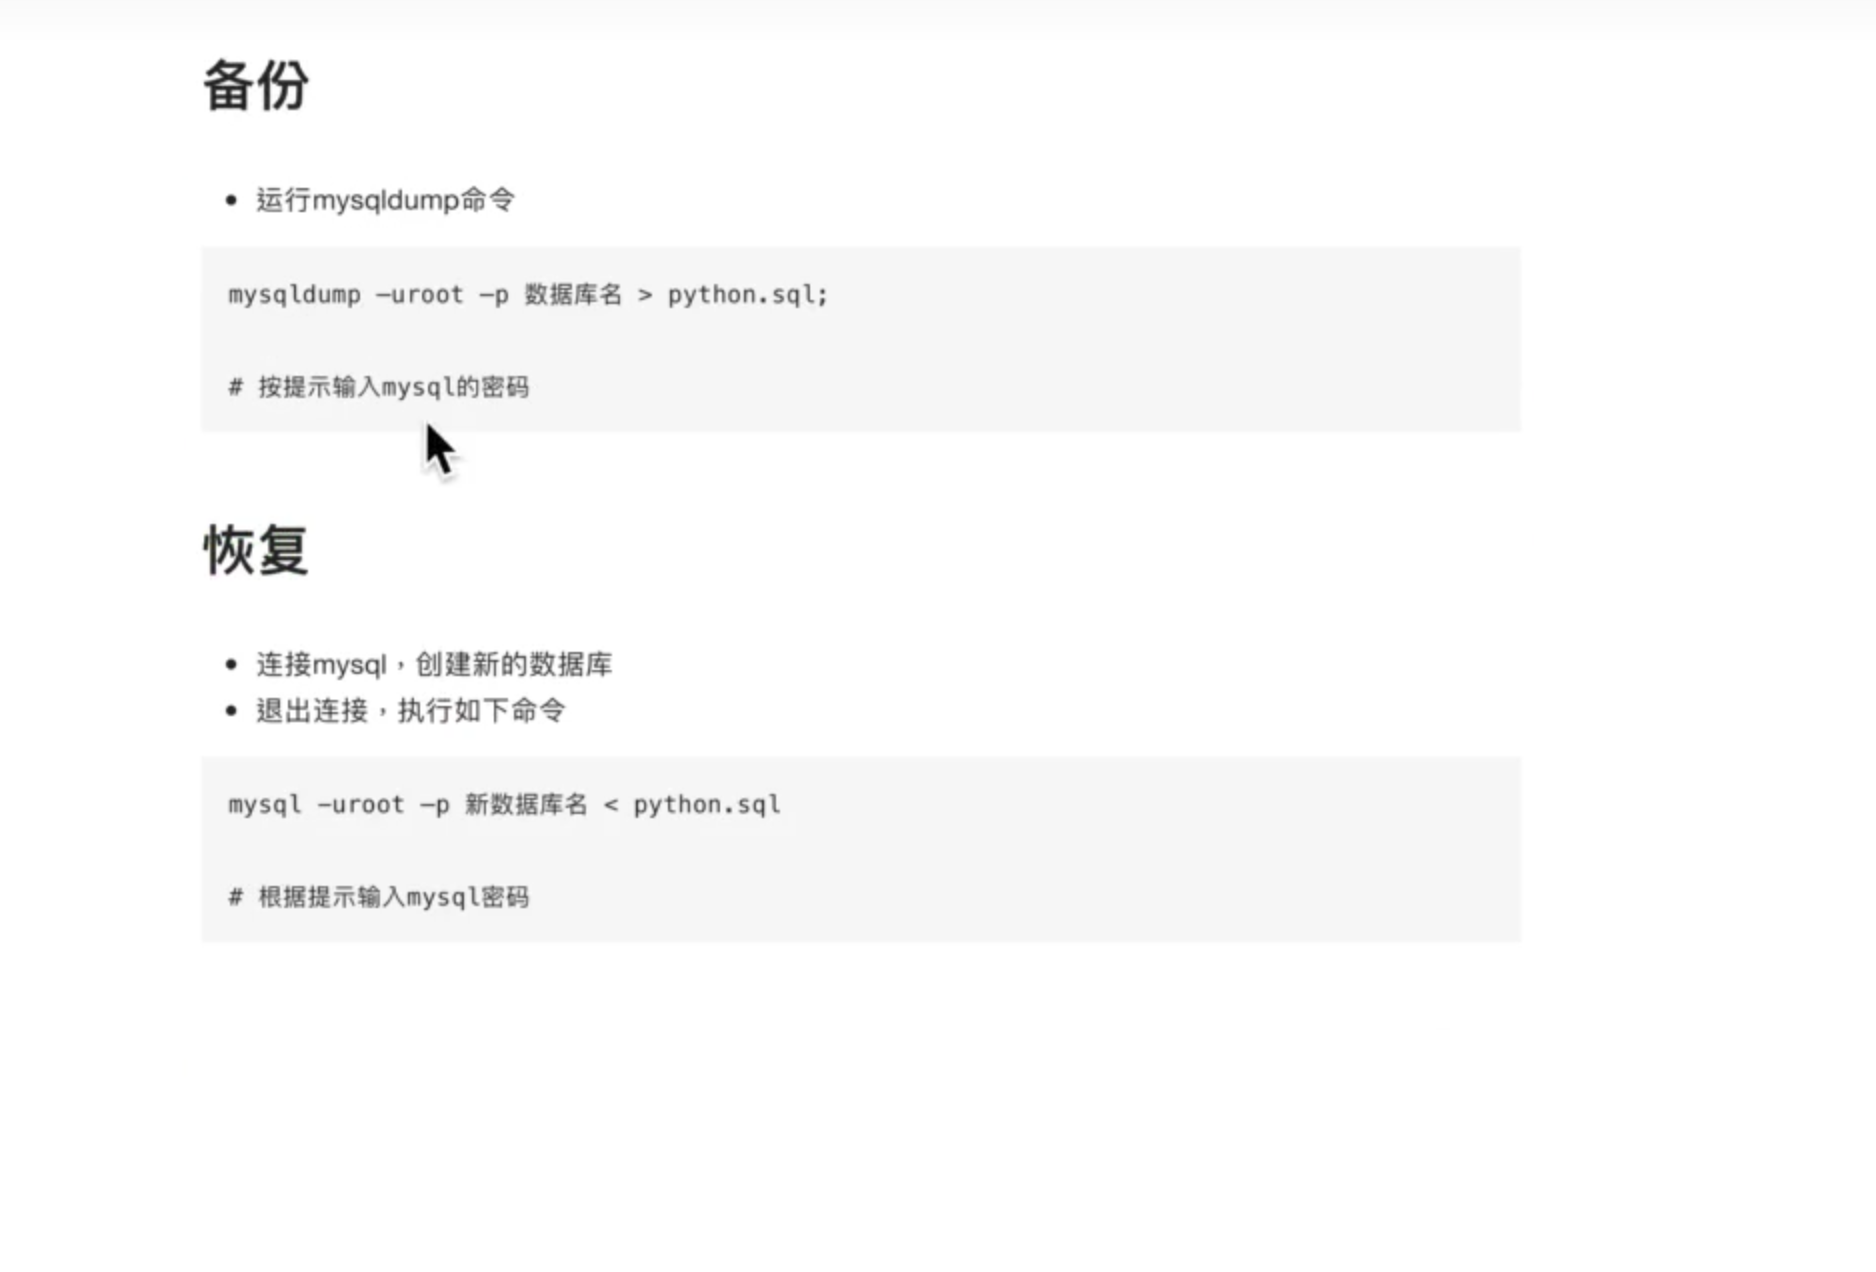 备份
运行mysqldump命令
mysqldump –uroot –p 数据库名 > python.sql;
# 按提示输入mysql的密码
恢复
连接mysql，创建新的数据库
退出连接，执行如下命令
mysql –uroot –p 新数据库名 < python.sql
# 根据提示输入mysql密码